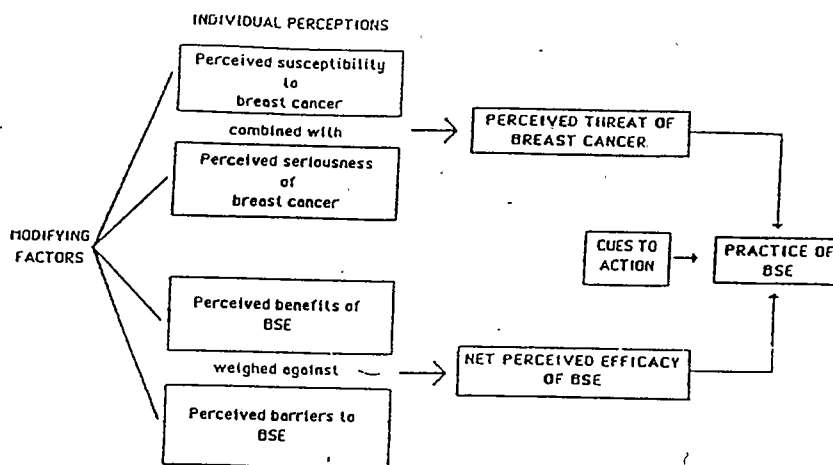 INDIVIDUAL PERCEPTIONS
Perceived susceptibility
to
breast cancer
combined with
Perceived seriousness
of
breast cancer
PERCEIVED THREAT OF
BREAST CANCER
MODIFYING
FACTORS
CUES TO
ACTION
PRACTICE OF
BSE
Perceived benefits of
BSE
weighed against
Perceived barriers to
BSE
NET PERCEIVED EFFICACY
OF BSE